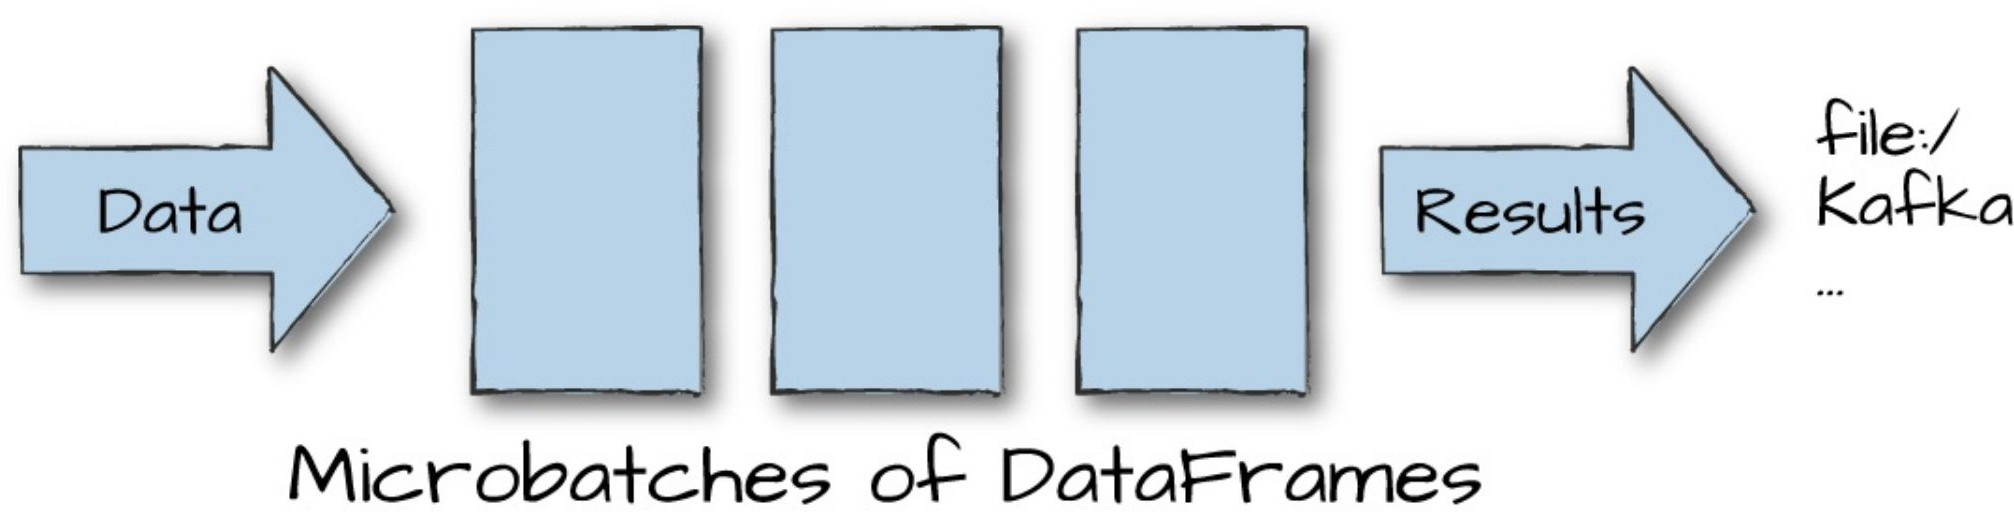 Data
Results
file:/
Kafka
...
Microbatches of DataFrames